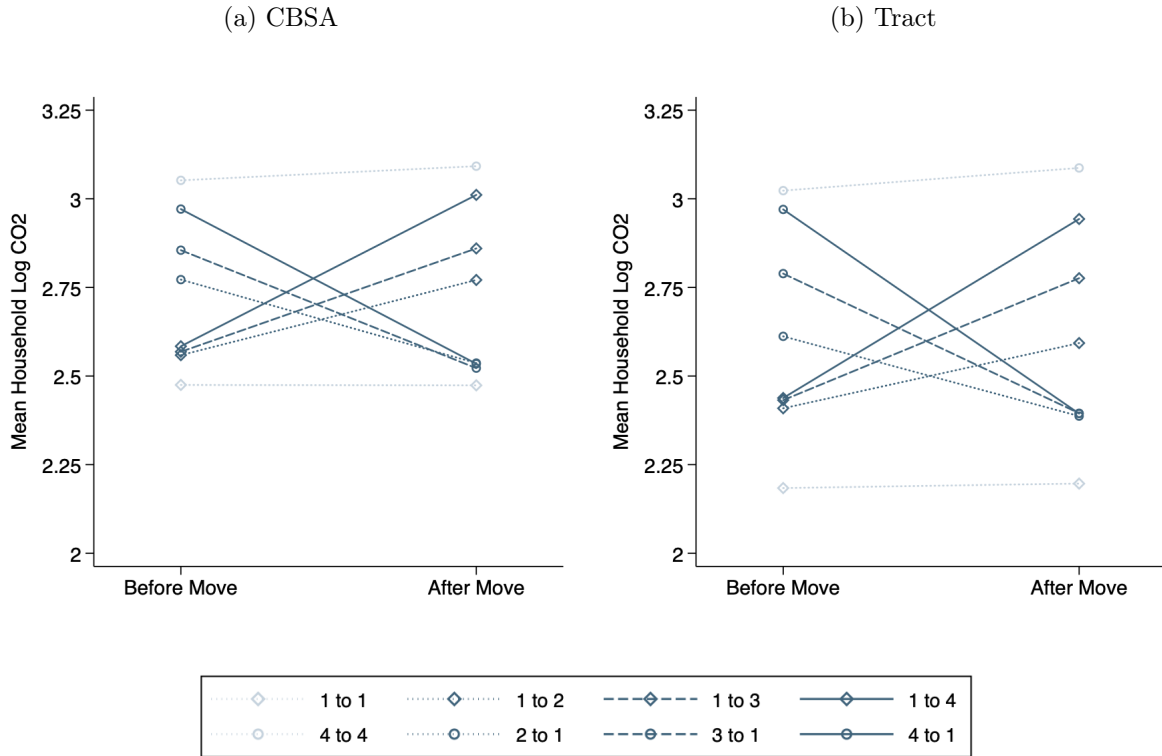 (a) CBSA
(b) Tract
Mean Household Log CO2
3.25
3
2.75
2.5
2.25
2
Before Move
After Move
Mean Household Log CO2
3.25
3
2.75
2.5
2.25
2
Before Move
After Move
1 to 1 1 to 2 1 to 3 1 to 4
4 to 4 2 to 1 3 to 1 4 to 1